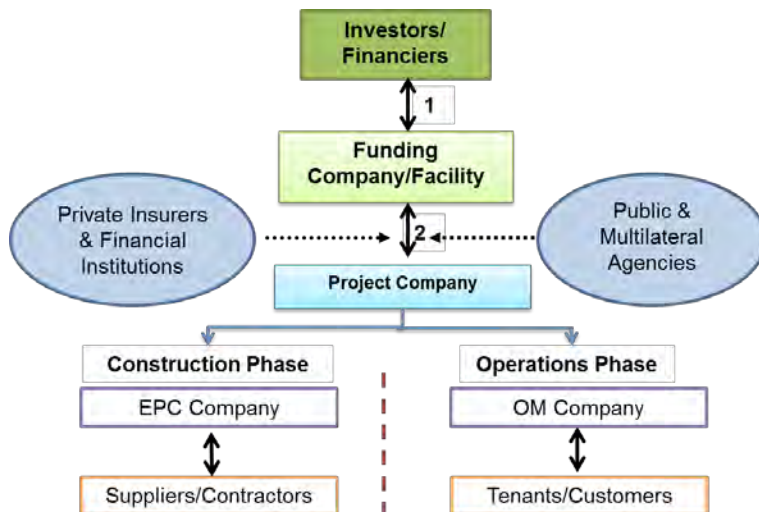 Investors/
Financiers
1
Funding
Company/Facility
Private Insurers
& Financial
Institutions
2
Public &
Multilateral
Agencies
Project Company
Construction Phase
Operations Phase
EPC Company
OM Company
Suppliers/Contractors
Tenants/Customers